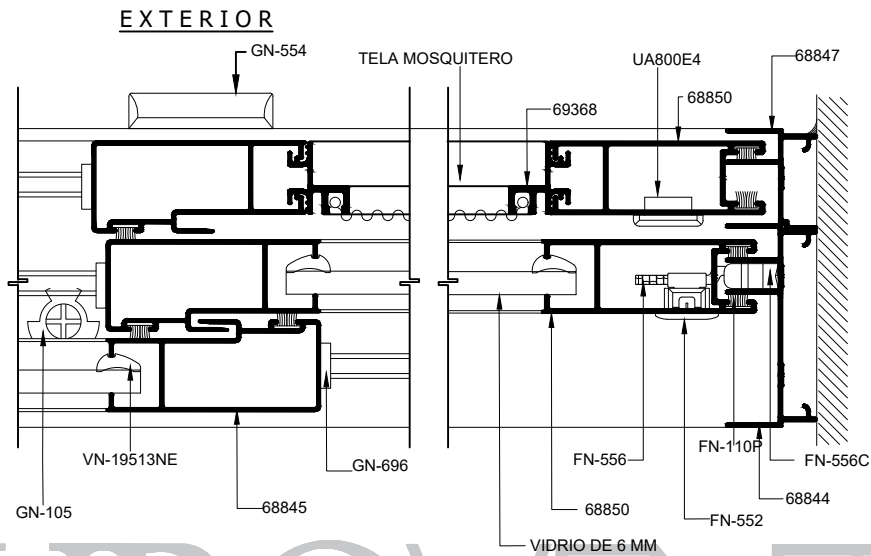 EXTERIOR
GN-554
TELA MOSQUITERO
UA800E4
68847
68850
69368
VN-19513NE
GN-696
FN-556
FN-110P
FN-556C
GN-105
68845
68850
FN-552
68844
VIDRIO DE 6 MM